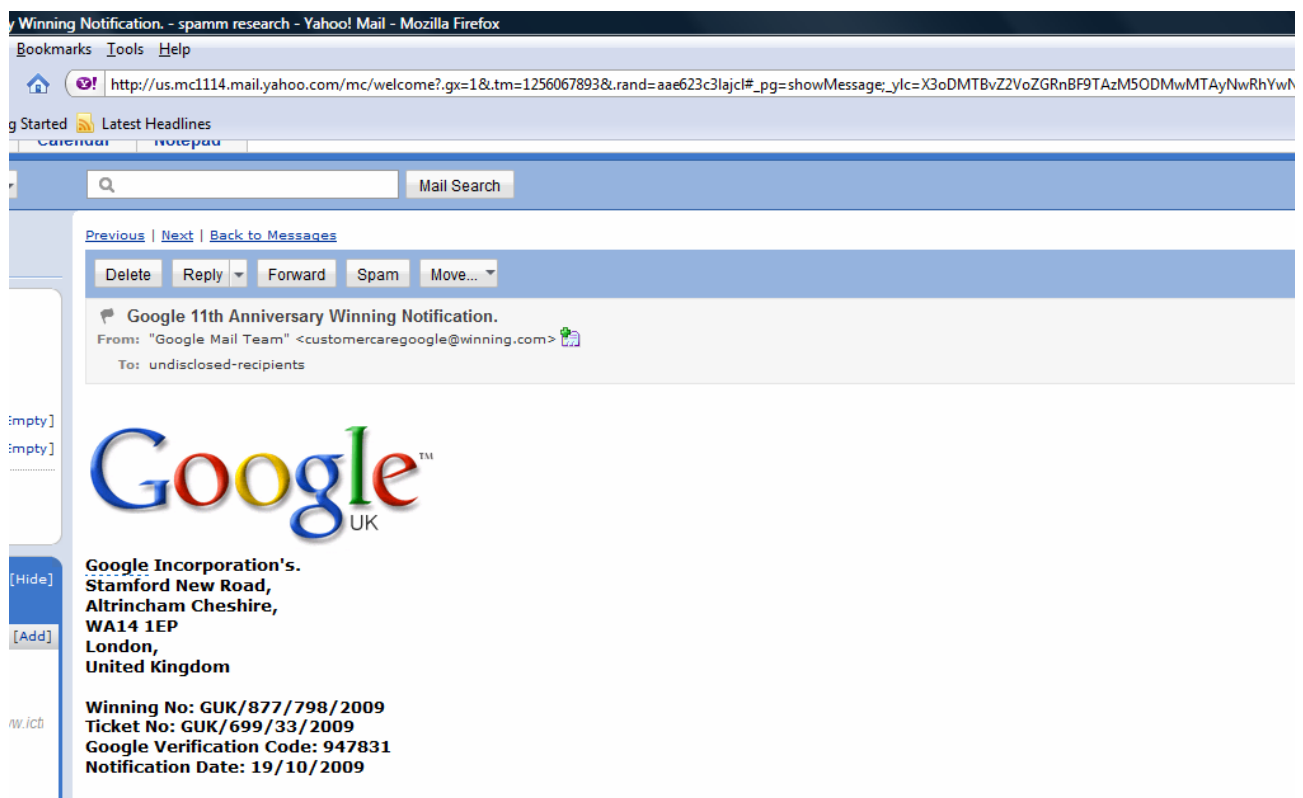 y Winning Notification. - spamm research - Yahoo! Mail - Mozilla Firefox
Bookmarks Tools Help
Y! http://us.mc1114.mail.yahoo.com/mc/welcome?.gx=1&.tm=1256067893&.rand=aae623c3lajcl#_pg=showMessage;_ylc=X3oDMTBvZ2VoZGRnBF9TAzM5ODMwMTAyNwRhYwN
g Started Latest Headlines
Calendar Notepad
Mail Search
Previous | Next | Back to Messages
Delete Reply Forward Spam Move...
Google 11th Anniversary Winning Notification.
From: "Google Mail Team" <customercaregoogle@winning.com>
To: undisclosed-recipients
Empty]
Empty]
Google™
UK
Google Incorporation's.
[Hide]
Stamford New Road,
Altrincham Cheshire,
WA14 1EP
[Add]
London,
United Kingdom
Winning No: GUK/877/798/2009
Ticket No: GUK/699/33/2009
Google Verification Code: 947831
Notification Date: 19/10/2009